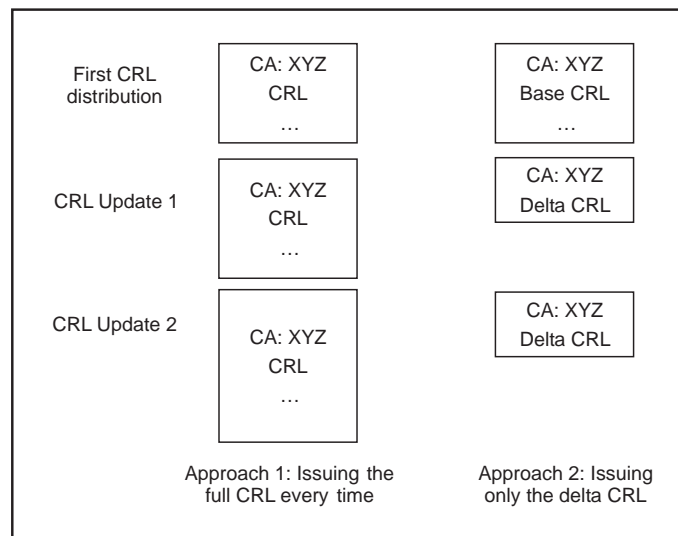 First CRL
distribution
CA: XYZ
CRL
…
CA: XYZ
Base CRL
…
CRL Update 1
CA: XYZ
CRL
…
CA: XYZ
Delta CRL
CRL Update 2
CA: XYZ
CRL
…
CA: XYZ
Delta CRL
Approach 1: Issuing the
full CRL every time
Approach 2: Issuing
only the delta CRL